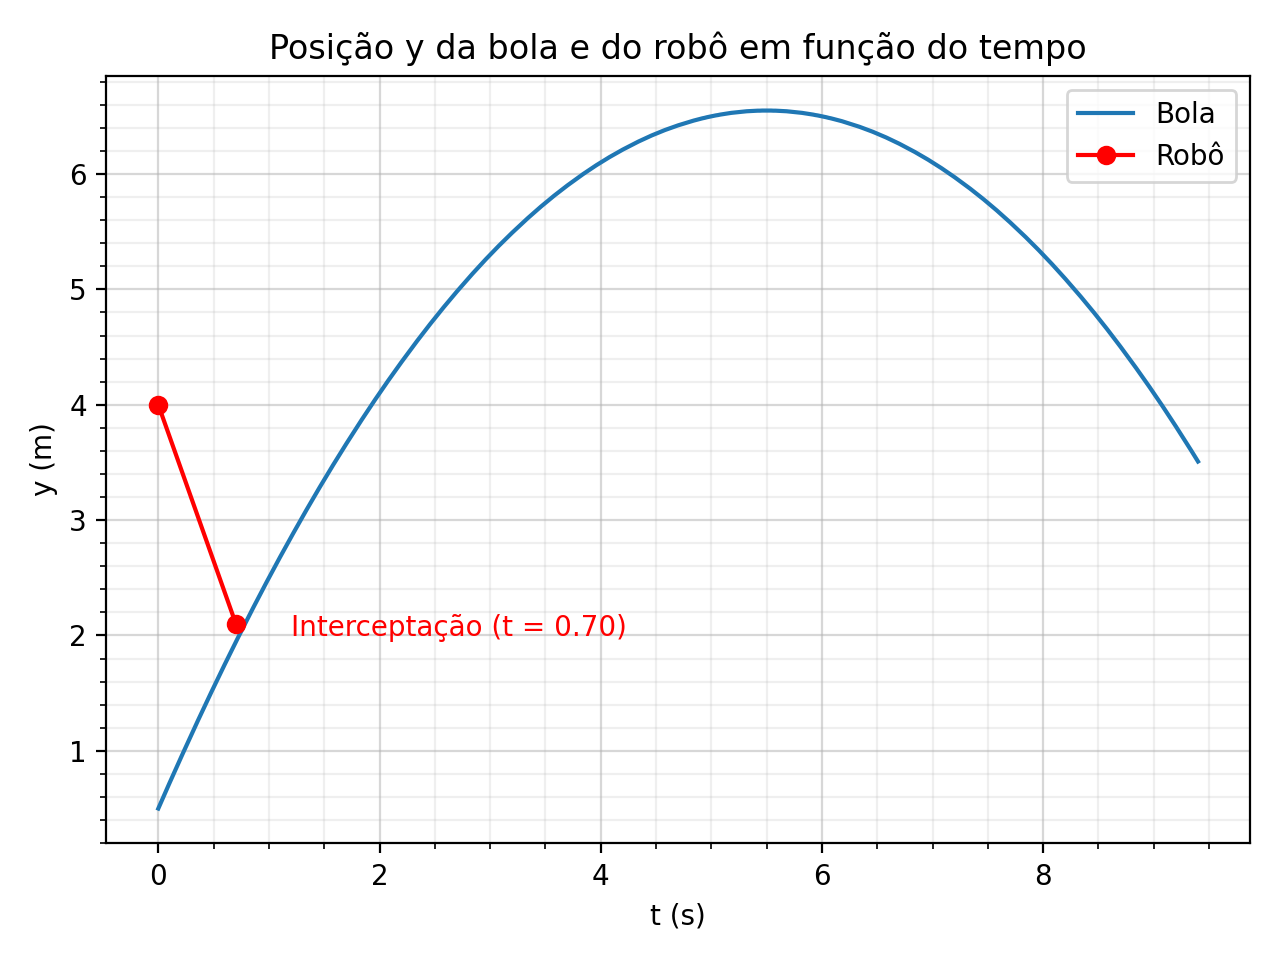 Posição y da bola e do robô em função do tempo
Bola
Robô
6
5
4
3
2
1
y (m)
Interceptação (t = 0.70)
0 2 4 6 8
t (s)